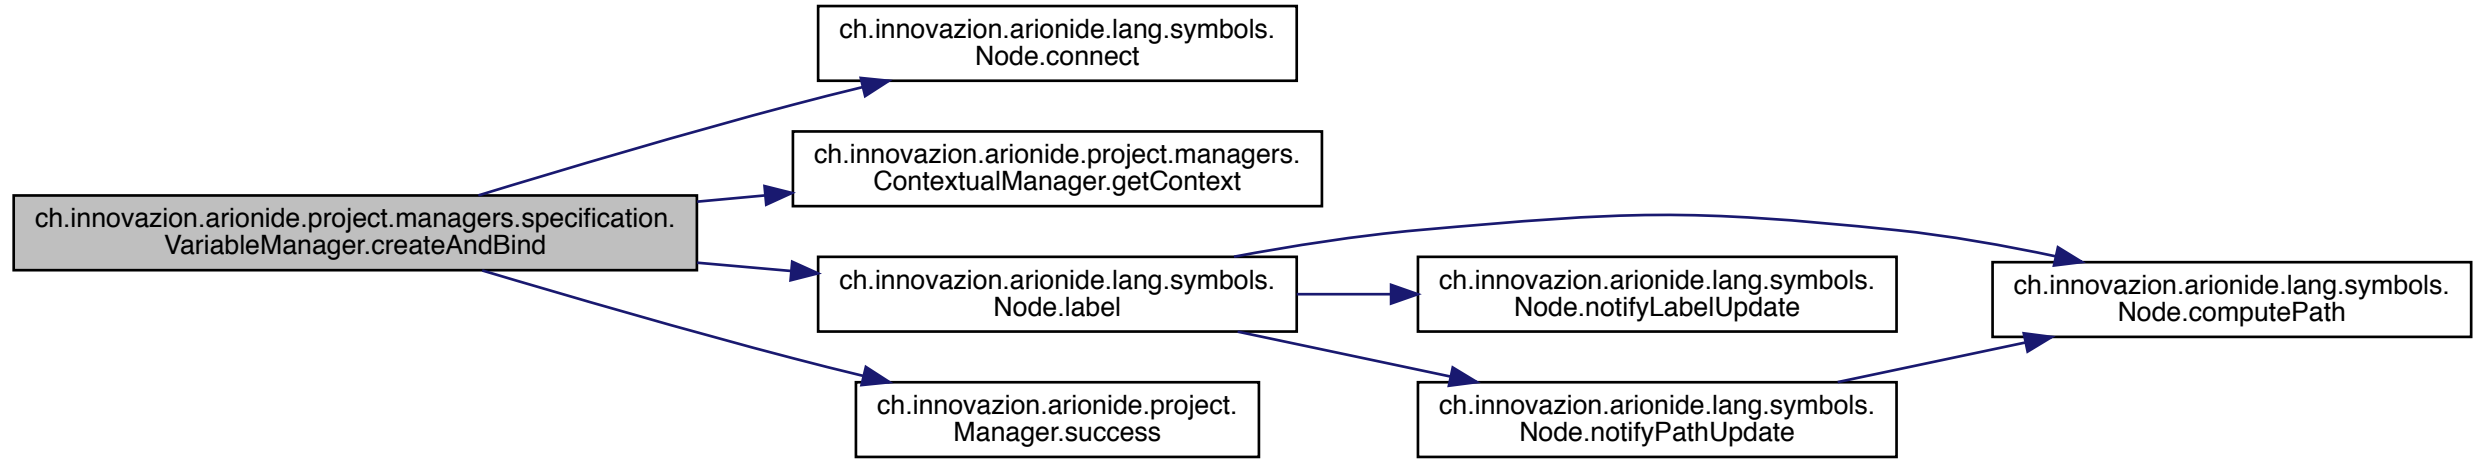 ch.innovazion.arionide.project.managers.specification.
VariableManager.createAndBind
ch.innovazion.arionide.lang.symbols.
Node.connect
ch.innovazion.arionide.project.managers.
ContextualManager.getContext
ch.innovazion.arionide.lang.symbols.
Node.label
ch.innovazion.arionide.project.
Manager.success
ch.innovazion.arionide.lang.symbols.
Node.notifyLabelUpdate
ch.innovazion.arionide.lang.symbols.
Node.notifyPathUpdate
ch.innovazion.arionide.lang.symbols.
Node.computePath